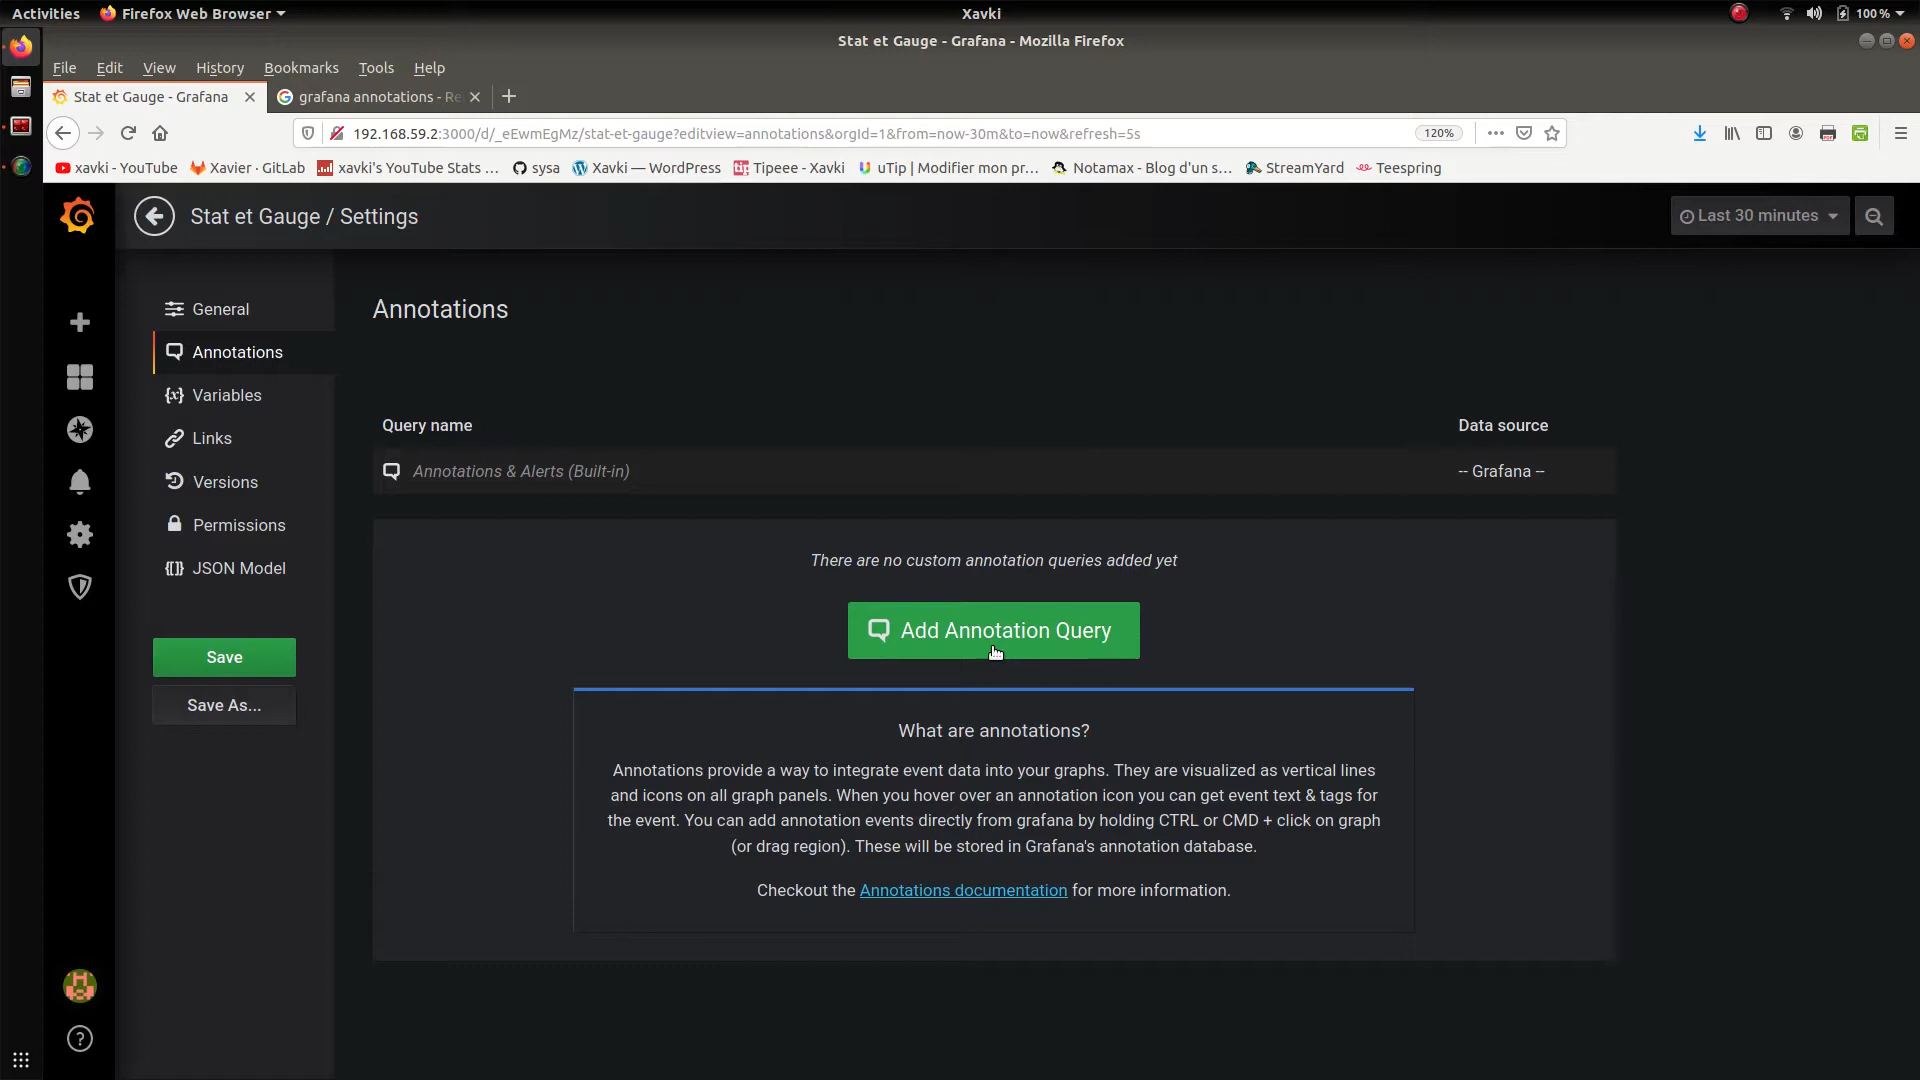 Activities
Firefox Web Browser
Xavki
100 %
Stat et Gauge - Grafana - Mozilla Firefox
File Edit View History Bookmarks Tools Help
Stat et Gauge - Grafana
grafana annotations - Re
192.168.59.2:3000/d/_eEwmEgMz/stat-et-gauge?editview=annotations&orgId=1&from=now-30m&to=now&refresh=5s
120%
xavki - YouTube
Xavier · GitLab
xavki's YouTube Stats ...
sysa
Xavki — WordPress
Tipeee - Xavki
uTip | Modifier mon pr...
Notamax - Blog d'un s...
StreamYard
Teespring
Stat et Gauge / Settings
Last 30 minutes
General
Annotations
Variables
Links
Versions
Permissions
JSON Model
Save
Save As...
Annotations
Query name
Data source
Annotations & Alerts (Built-in)
-- Grafana --
There are no custom annotation queries added yet
Add Annotation Query
What are annotations?
Annotations provide a way to integrate event data into your graphs. They are visualized as vertical lines
and icons on all graph panels. When you hover over an annotation icon you can get event text & tags for
the event. You can add annotation events directly from grafana by holding CTRL or CMD + click on graph
(or drag region). These will be stored in Grafana's annotation database.
Checkout the Annotations documentation for more information.